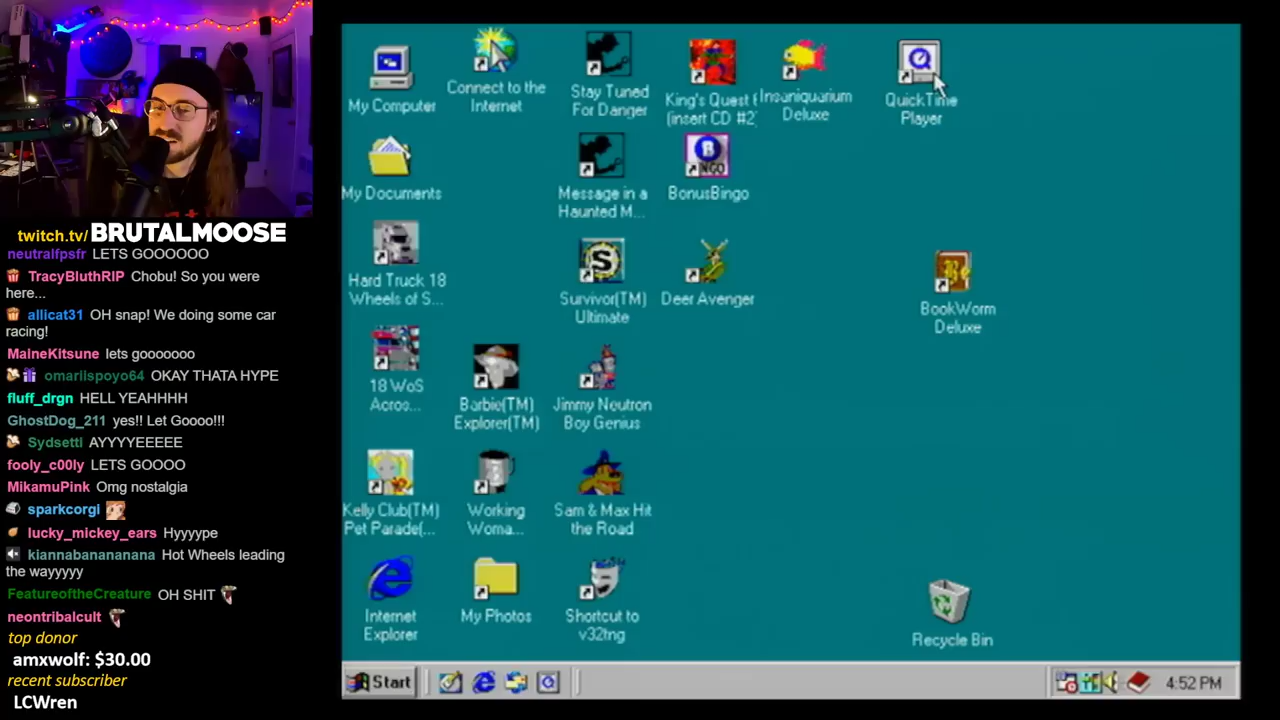 twitch.tv/BRUTALMOOSE
neutralfpsfr LETS GOOOOOO
TracyBluthRIP Chobu! So you were
here...
allicat31 OH snap! We doing some car
racing!
MaineKitsune lets gooooooo
omariispoyo64 OKAY THATA HYPE
fluff_drgn HELL YEAHHHH
GhostDog_211 yes!! Let Goooo!!!
Sydsettl AYYYYEEEEE
fooly_c00ly LETS GOOOO
MikamuPink Omg nostalgia
sparkcorgi
lucky_mickey_ears Hyyyype
kiannabanananana Hot Wheels leading
the wayyyyy
FeatureoftheCreature OH SHIT
neontribalcult
top donor
amxwolf: $30.00
recent subscriber
LCWren
My Computer
Connect to the
Internet
Stay Tuned
For Danger
King's Quest
(insert CD #2)
Insaniquarium
Deluxe
QuickTime
Player
My Documents
Message in a
Haunted M...
B
NGO
BonusBingo
Hard Truck 18
Wheels of S...
S
Survivor(TM)
Ultimate
Deer Avenger
BookWorm
Deluxe
18 WoS
Acros...
Barbie(TM)
Explorer(TM)
Jimmy Neutron
Boy Genius
Kelly Club(TM)
Pet Parade(...
Working
Woma...
Sam & Max Hit
the Road
Internet
Explorer
My Photos
Shortcut to
v32tng
Recycle Bin
Start
4:52 PM